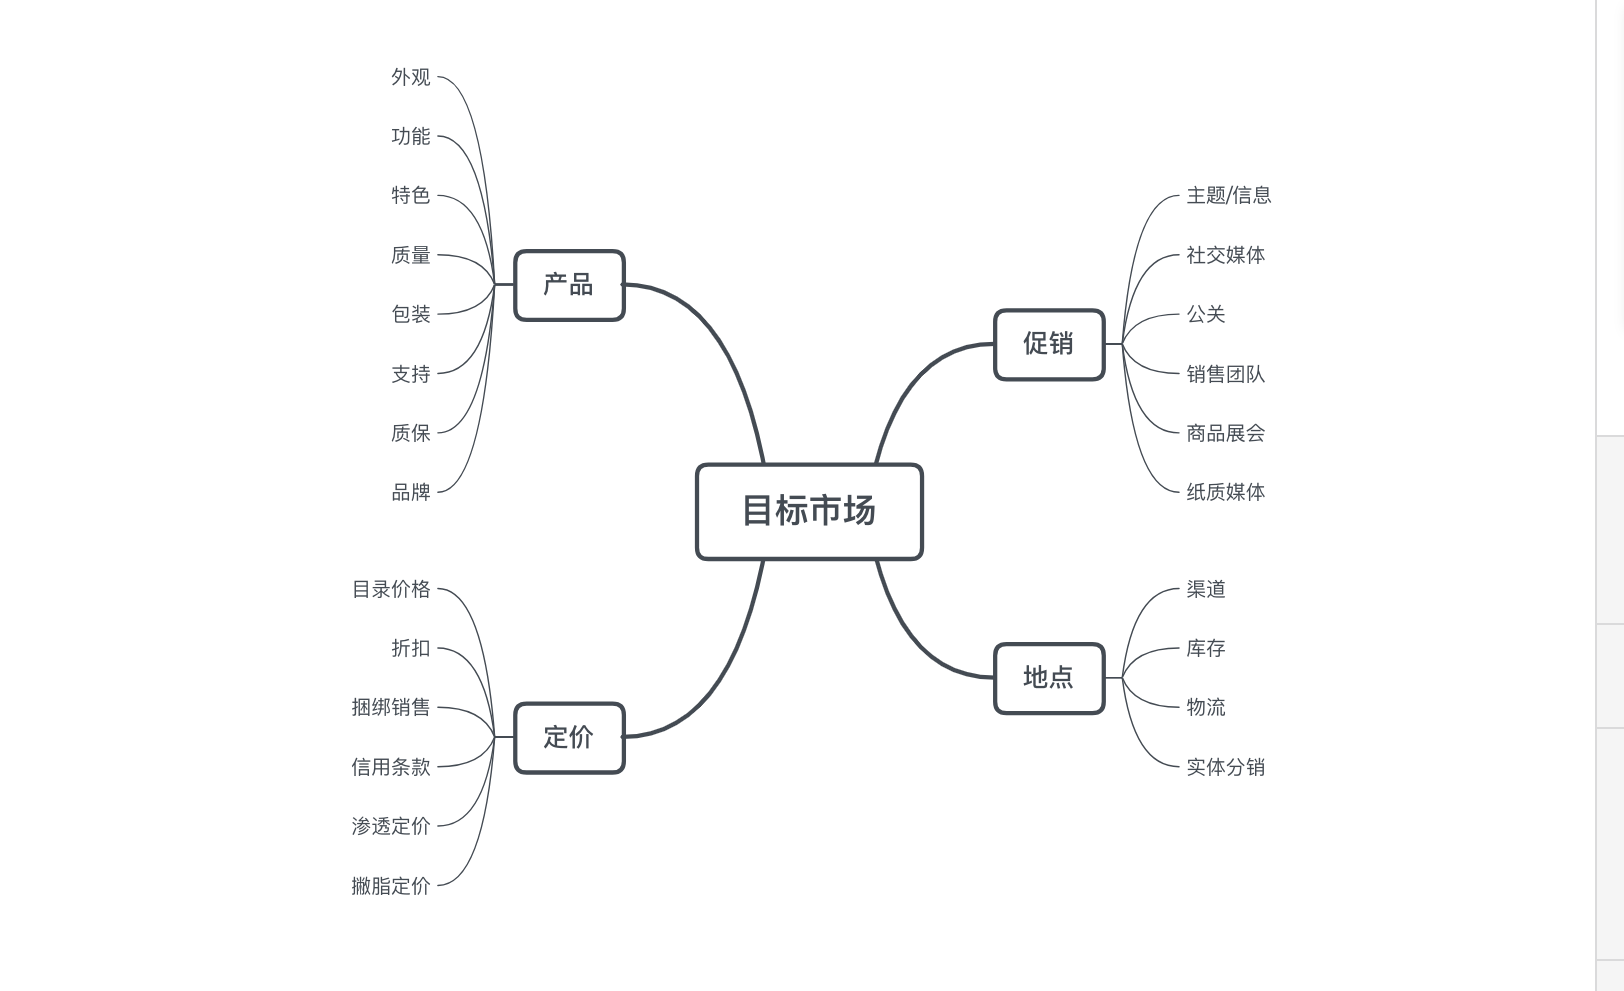 外观
功能
特色
质量
包装
支持
质保
品牌
产品
目录价格
折扣
捆绑销售
信用条款
渗透定价
撇脂定价
定价
目标市场
促销
主题/信息
社交媒体
公关
销售团队
商品展会
纸质媒体
地点
渠道
库存
物流
实体分销